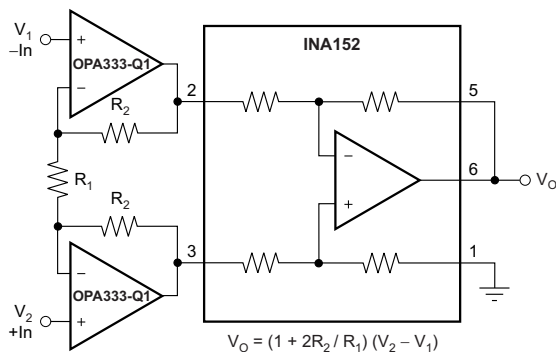 V1
–In
+
OPA333-Q1
–
R2
R1
R2
–
OPA333-Q1
+
V2
+In
INA152
2
5
–
6
+
VO
3
1
VO = (1 + 2R2 / R1) (V2 – V1)